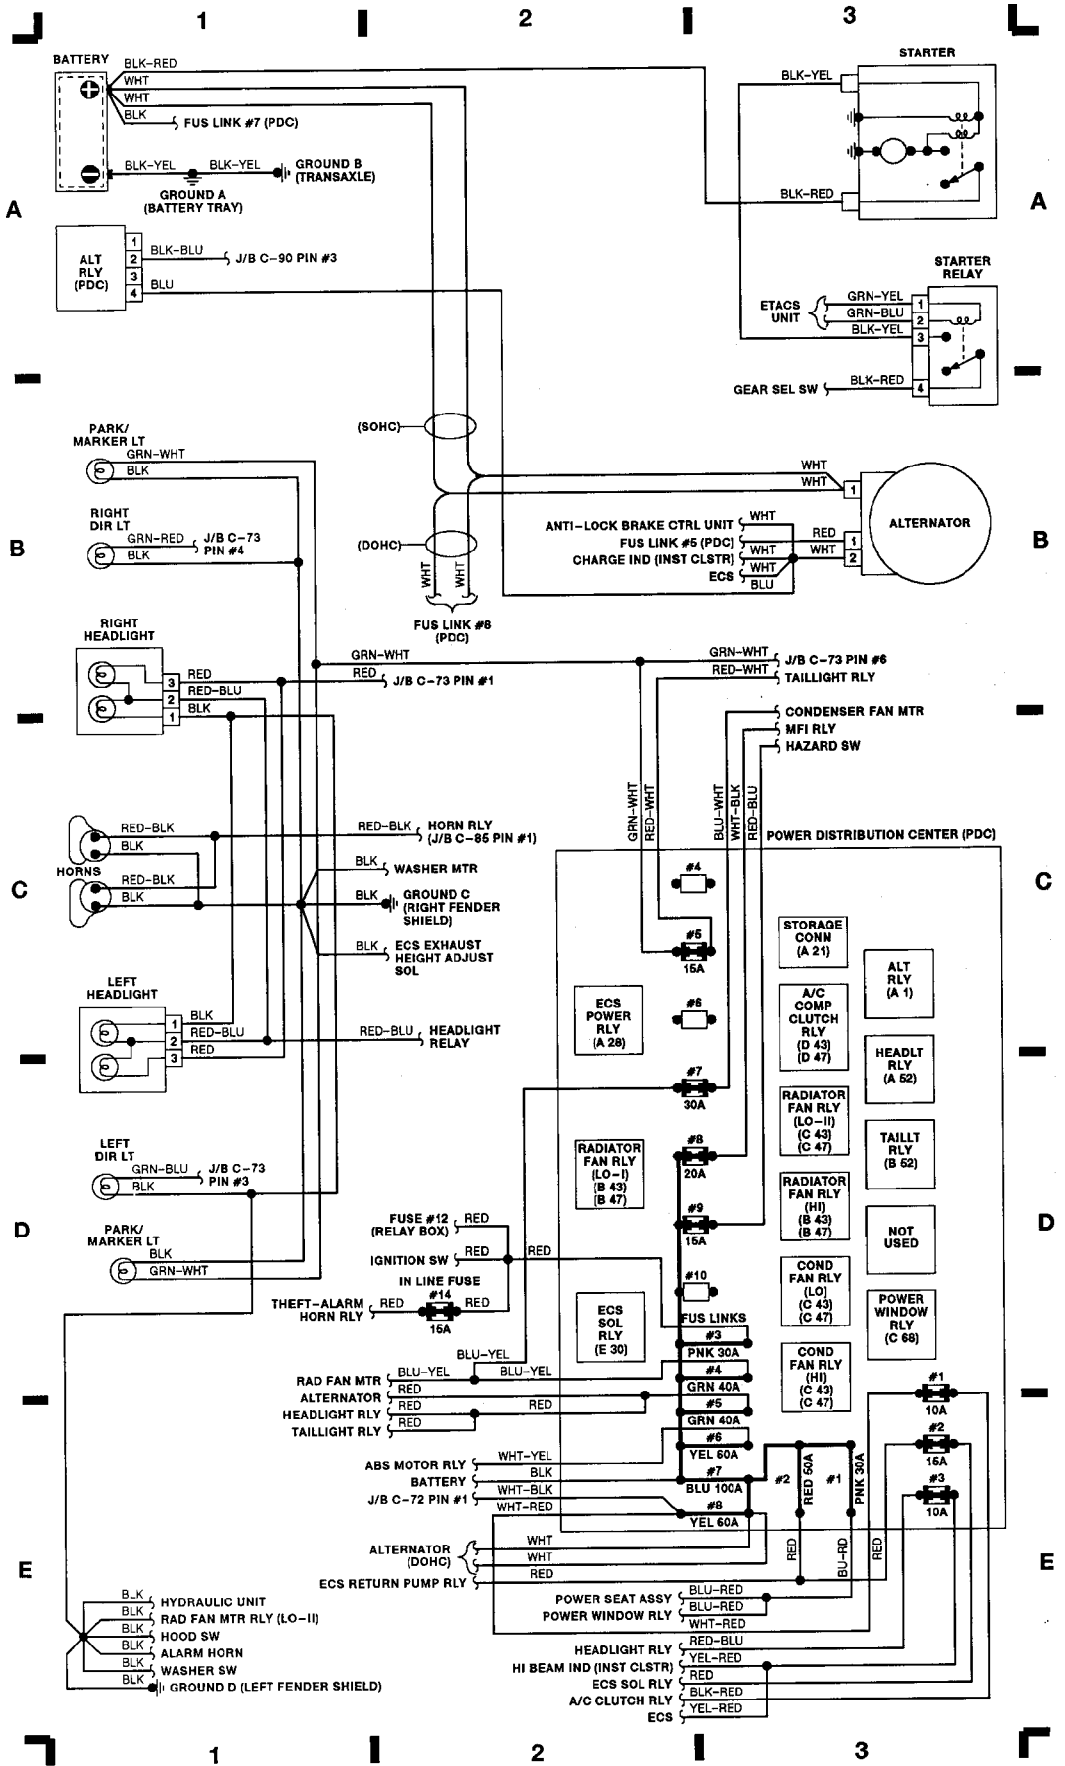 1 2 3
BATTERY
BLK-RED
WHT
WHT
BLK
FUS LINK #7 (PDC)
BLK-YEL BLK-YEL
GROUND B
(TRANSAXLE)
GROUND A
(BATTERY TRAY)
STARTER
BLK-YEL
BLK-RED
A A
ALT
RLY
(PDC)
1
2 BLK-BLU J/B C-90 PIN #3
3
4 BLU
STARTER
RELAY
ETACS
UNIT
GRN-YEL 1
GRN-BLU 2
BLK-YEL 3
GEAR SEL SW BLK-RED 4
PARK/
MARKER LT
GRN-WHT
BLK
(SOHC)
RIGHT
DIR LT
GRN-RED J/B C-73
PIN #4
BLK
B B
(DOHC)
WHT WHT
FUS LINK #8
(PDC)
WHT
WHT 1
ALTERNATOR
ANTI-LOCK BRAKE CTRL UNIT WHT
FUS LINK #5 (PDC) RED 1
CHARGE IND (INST CLSTR) WHT WHT 2
ECS WHT
BLU
RIGHT
HEADLIGHT
3 RED
2 RED-BLU
1 BLK
GRN-WHT GRN-WHT J/B C-73 PIN #6
RED J/B C-73 PIN #1
RED-WHT TAILLIGHT RLY
CONDENSER FAN MTR
MFI RLY
HAZARD SW
GRN-WHT RED-WHT BLU-WHT WHT-BLK RED-BLU
HORNS
RED-BLK
BLK
RED-BLK
BLK
RED-BLK HORN RLY
(J/B C-85 PIN #1)
BLK WASHER MTR
BLK GROUND C
(RIGHT FENDER
SHIELD)
BLK ECS EXHAUST
HEIGHT ADJUST
SOL
C C
POWER DISTRIBUTION CENTER (PDC)
#4
#5
15A
#6
#7
30A
#8
20A
#9
15A
#10
STORAGE
CONN
(A 21)
ALT
RLY
(A 1)
ECS
POWER
RLY
(A 28)
A/C
COMP
CLUTCH
RLY
(D 43)
(D 47)
HEADLT
RLY
(A 52)
RADIATOR
FAN RLY
(LO-II)
(C 43)
(C 47)
TAILLT
RLY
(B 52)
RADIATOR
FAN RLY
(LO-I)
(B 43)
(B 47)
RADIATOR
FAN RLY
(HI)
(B 43)
(B 47)
NOT
USED
COND
FAN RLY
(LO)
(C 43)
(C 47)
POWER
WINDOW
RLY
(C 68)
ECS
SOL
RLY
(E 30)
COND
FAN RLY
(HI)
(C 43)
(C 47)
LEFT
HEADLIGHT
1 BLK
2 RED-BLU
3 RED
RED-BLU HEADLIGHT
RELAY
LEFT
DIR LT
GRN-BLU J/B C-73
PIN #3
BLK
D D
PARK/
MARKER LT
BLK
GRN-WHT
FUSE #12
(RELAY BOX) RED
IGNITION SW RED RED
IN LINE FUSE
#14
THEFT-ALARM
HORN RLY RED RED
15A
BLU-YEL
RAD FAN MTR BLU-YEL BLU-YEL
ALTERNATOR RED
HEADLIGHT RLY RED RED
TAILLIGHT RLY RED
FUS LINKS
#3
PNK 30A
#4
GRN 40A
#5
GRN 40A
#6
YEL 60A
#7
BLU 100A
#8
YEL 60A
#2 RED 50A
#1 PNK 30A
#1
10A
#2
15A
#3
10A
ABS MOTOR RLY WHT-YEL
BATTERY BLK
J/B C-72 PIN #1 WHT-BLK
WHT-RED
ALTERNATOR
(DOHC)
WHT
WHT
ECS RETURN PUMP RLY RED
RED BU-RD RED
E E
POWER SEAT ASSY BLU-RED
POWER WINDOW RLY BLU-RED
WHT-RED
HEADLIGHT RLY RED-BLU
HI BEAM IND (INST CLSTR) YEL-RED
ECS SOL RLY RED
A/C CLUTCH RLY BLK-RED
ECS YEL-RED
BLK HYDRAULIC UNIT
BLK RAD FAN MTR RLY (LO-II)
BLK HOOD SW
BLK ALARM HORN
BLK WASHER SW
BLK GROUND D (LEFT FENDER SHIELD)
1 2 3